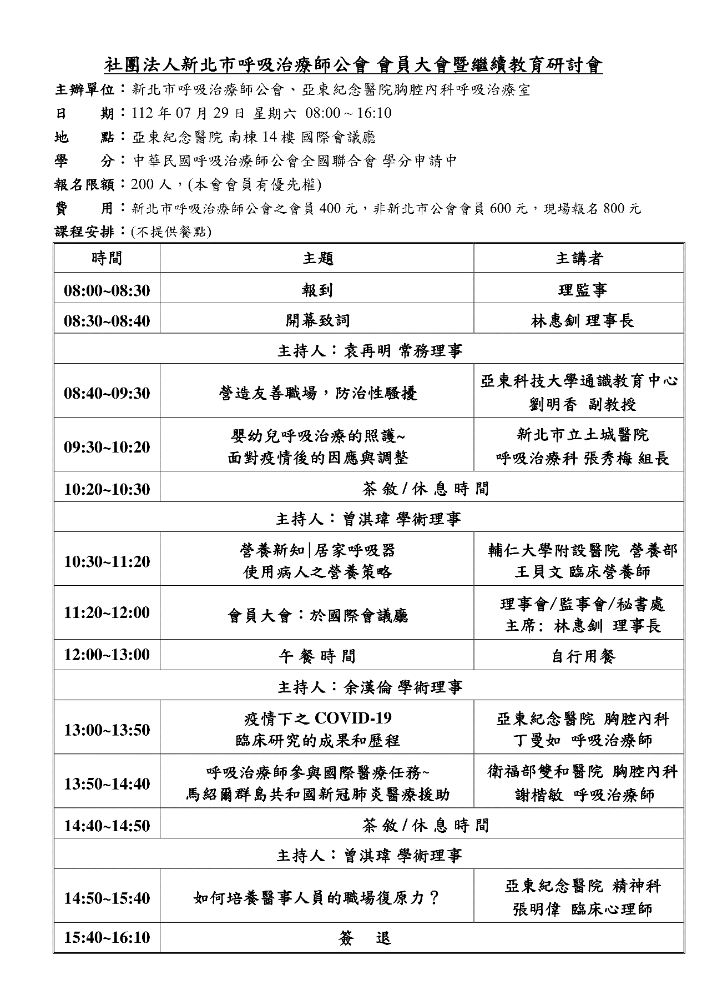 社團法人新北市呼吸治療師公會 會員大會暨繼續教育研討會
主辦單位：新北市呼吸治療師公會、亞東紀念醫院胸腔內科呼吸治療室
日 期：112 年 07 月 29 日 星期六 08:00 ~ 16:10
地 點：亞東紀念醫院 南棟 14 樓 國際會議廳
學 分：中華民國呼吸治療師公會全國聯合會 學分申請中
報名限額：200 人，(本會會員有優先權)
費 用：新北市呼吸治療師公會之會員 400 元，非新北市公會會員 600 元，現場報名 800 元
課程安排：(不提供餐點)
時間 主題 主講者
08:00~08:30 報到 理監事
08:30~08:40 開幕致詞 林惠釧 理事長
主持人：袁再明 常務理事
08:40~09:30 營造友善職場，防治性騷擾 亞東科技大學通識教育中心
劉明香 副教授
09:30~10:20 嬰幼兒呼吸治療的照護~
面對疫情後的因應與調整
新北市立土城醫院
呼吸治療科 張秀梅 組長
10:20~10:30 茶 敘 / 休 息 時 間
主持人：曾淇瑋 學術理事
10:30~11:20 營養新知|居家呼吸器
使用病人之營養策略
輔仁大學附設醫院 營養部
王貝文 臨床營養師
11:20~12:00 會員大會：於國際會議廳 理事會/監事會/秘書處
主席: 林惠釧 理事長
12:00~13:00 午 餐 時 間 自行用餐
主持人：余漢倫 學術理事
13:00~13:50 疫情下之 COVID-19
臨床研究的成果和歷程
亞東紀念醫院 胸腔內科
丁曼如 呼吸治療師
13:50~14:40 呼吸治療師參與國際醫療任務~
馬紹爾群島共和國新冠肺炎醫療援助
衛福部雙和醫院 胸腔內科
謝楷敏 呼吸治療師
14:40~14:50 茶 敘 / 休 息 時 間
主持人：曾淇瑋 學術理事
14:50~15:40 如何培養醫事人員的職場復原力？ 亞東紀念醫院 精神科
張明偉 臨床心理師
15:40~16:10 簽 退